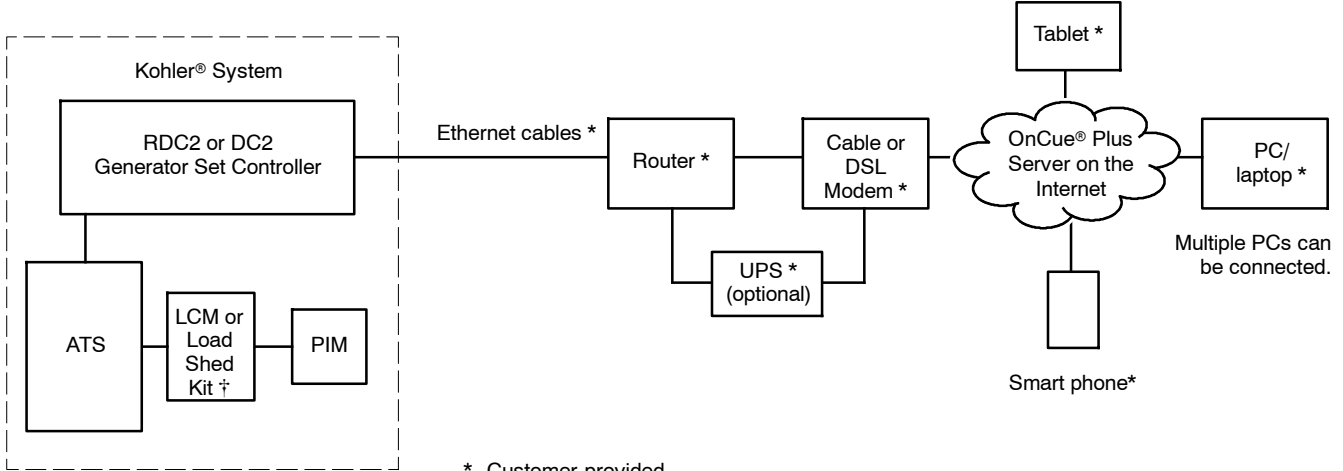 Kohler® System
RDC2 or DC2
Generator Set Controller
ATS
LCM or
Load
Shed
Kit †
PIM
Ethernet cables *
Router *
Cable or
DSL
Modem *
UPS *
(optional)
Tablet *
OnCue® Plus
Server on the
Internet
PC/
laptop *
Multiple PCs can
be connected.
Smart phone*
* Customer-provided